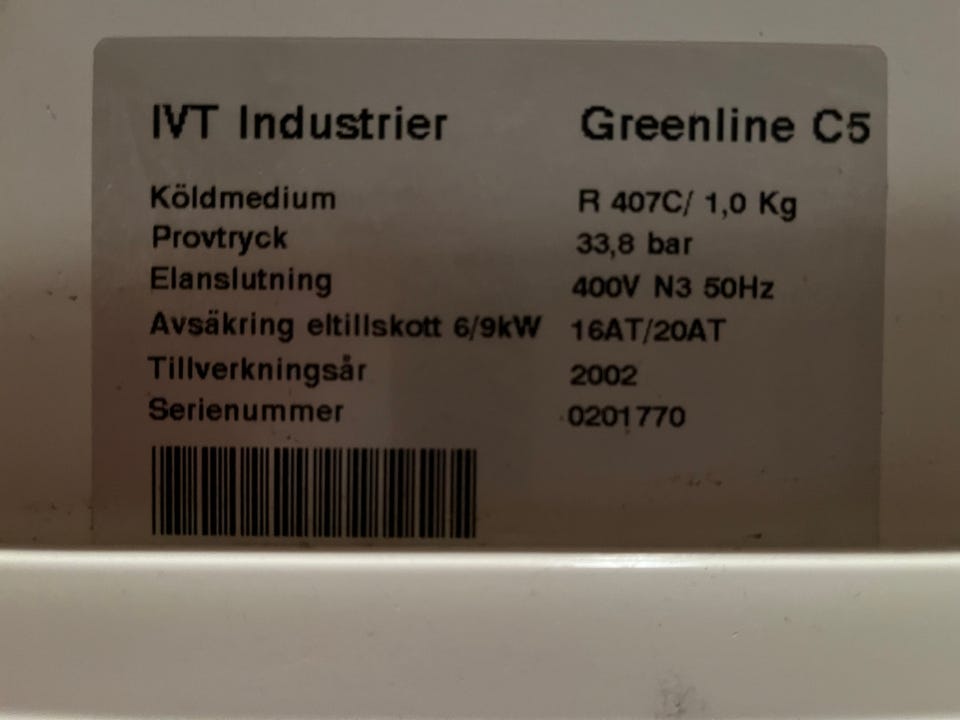 IVT Industrier Greenline C5
Köldmedium R 407C/ 1,0 Kg
Provtryck 33,8 bar
Elanslutning 400V N3 50Hz
Avsäkring eltillskott 6/9kW 16AT/20AT
Tillverkningsår 2002
Serienummer 0201770